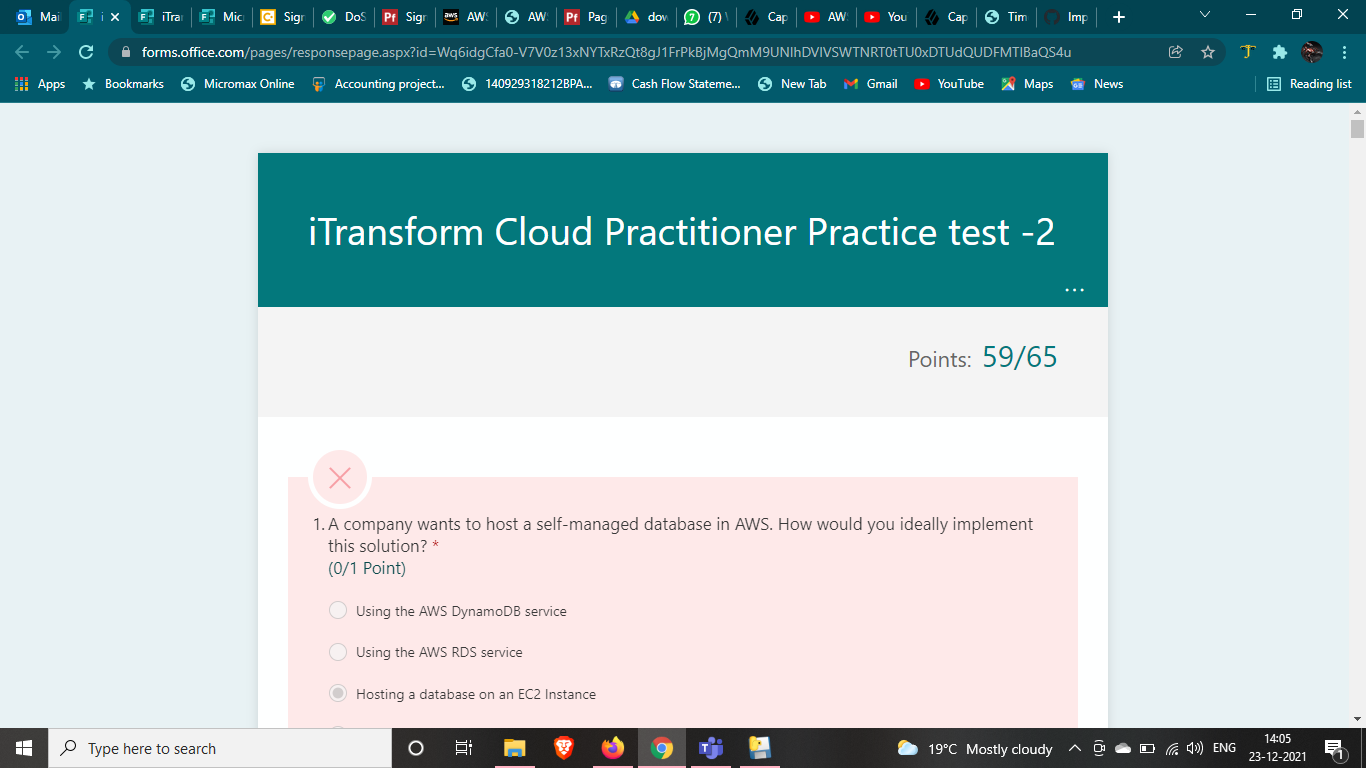 Mail
i
iTra
Mic
Sigr
DoS
Sigr
AW
AW
Pag
dov
(7)
Cap
AW
You
Cap
Tim
Imp
forms.office.com/pages/responsepage.aspx?id=Wq6idgCfa0-V7V0z13xNYTxRzQt8gJ1FrPkBjMgQmM9UNlhDVlVSWTNRT0tTU0xDTUdQUDFMTlBaQS4u
Apps Bookmarks Micromax Online Accounting project... 140929318212BPA... Cash Flow Stateme... New Tab Gmail YouTube Maps News Reading list
iTransform Cloud Practitioner Practice test -2
...
Points: 59/65
1. A company wants to host a self-managed database in AWS. How would you ideally implement
this solution? *
(0/1 Point)
Using the AWS DynamoDB service
Using the AWS RDS service
Hosting a database on an EC2 Instance
Type here to search
19°C Mostly cloudy
ENG
14:05
23-12-2021
1